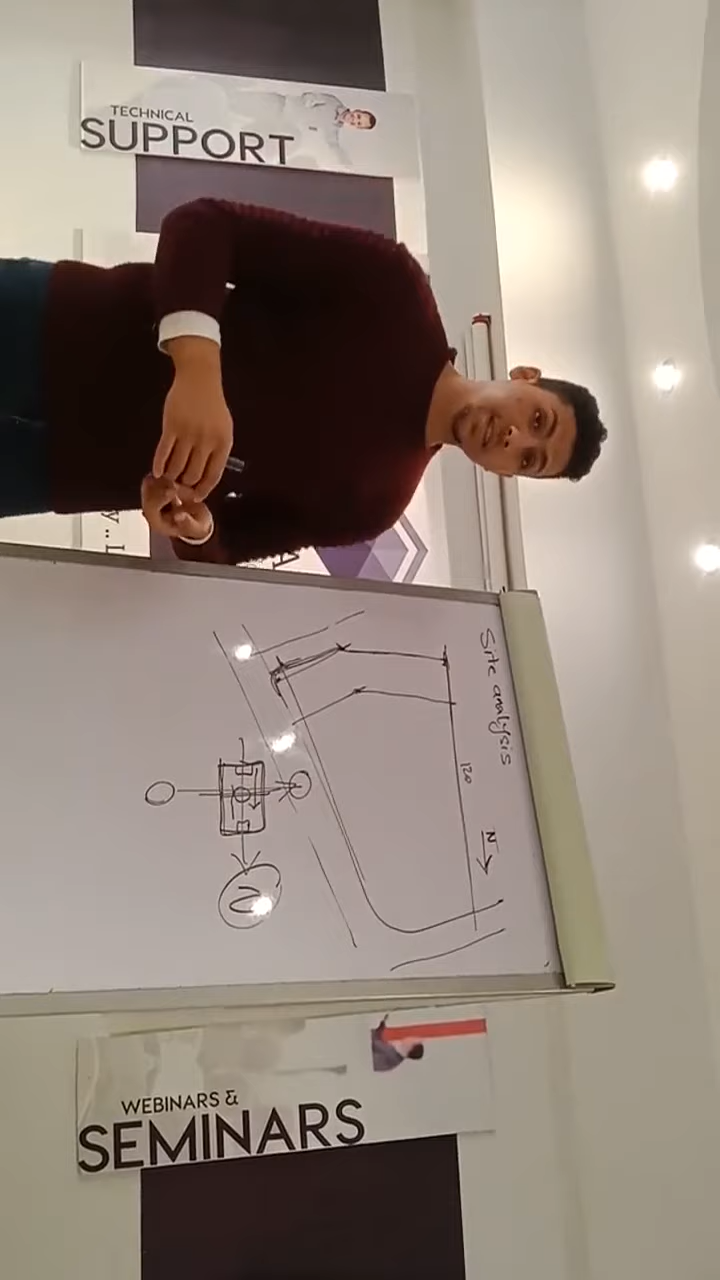 TECHNICAL
SUPPORT
Site analysis
120
N
WEBINARS &
SEMINARS